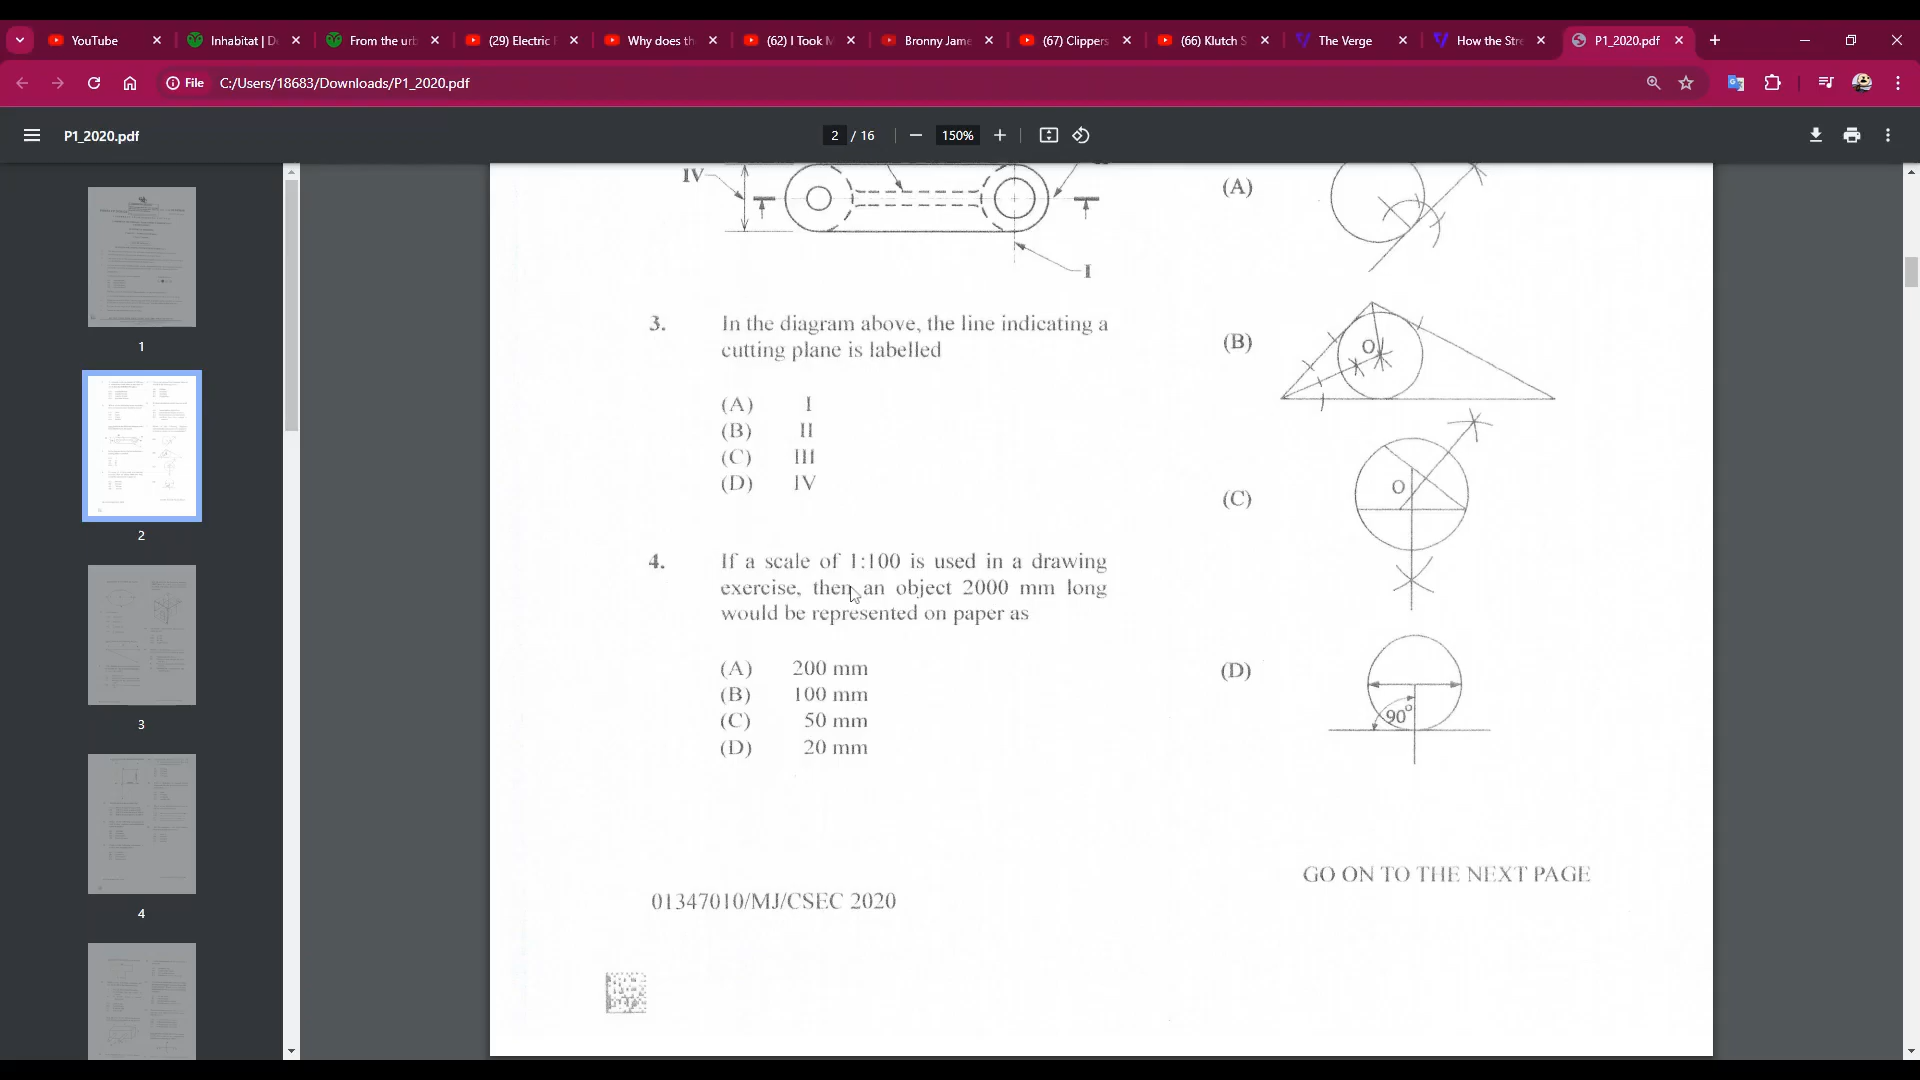 YouTube
Inhabitat | D
From the urb
(29) Electric
Why does th
(62) I Took M
Bronny Jame
(67) Clippers
(66) Klutch S
The Verge
How the Stre
P1_2020.pdf
File C:/Users/18683/Downloads/P1_2020.pdf
P1_2020.pdf
2 / 16
150%
1
2
3
4
IV
I
3. In the diagram above, the line indicating a
cutting plane is labelled
(A) I
(B) II
(C) III
(D) IV
4. If a scale of 1:100 is used in a drawing
exercise, then an object 2000 mm long
would be represented on paper as
(A) 200 mm
(B) 100 mm
(C) 50 mm
(D) 20 mm
01347010/MJ/CSEC 2020
(A)
(B)
O
(C)
O
(D)
90°
GO ON TO THE NEXT PAGE